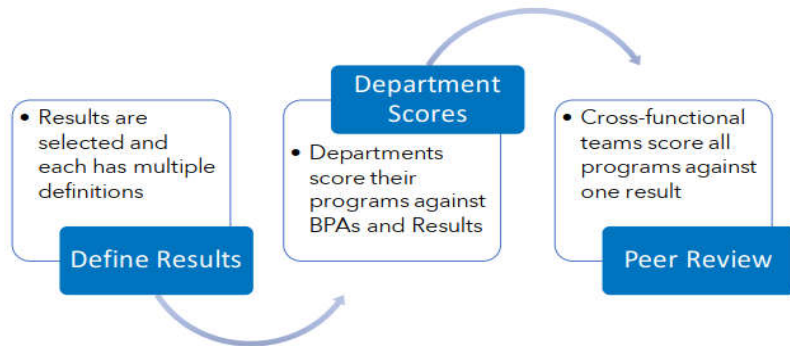 • Results are
selected and
each has multiple
definitions
Define Results
Department
Scores
• Departments
score their
programs against
BPAs and Results
• Cross-functional
teams score all
programs against
one result
Peer Review